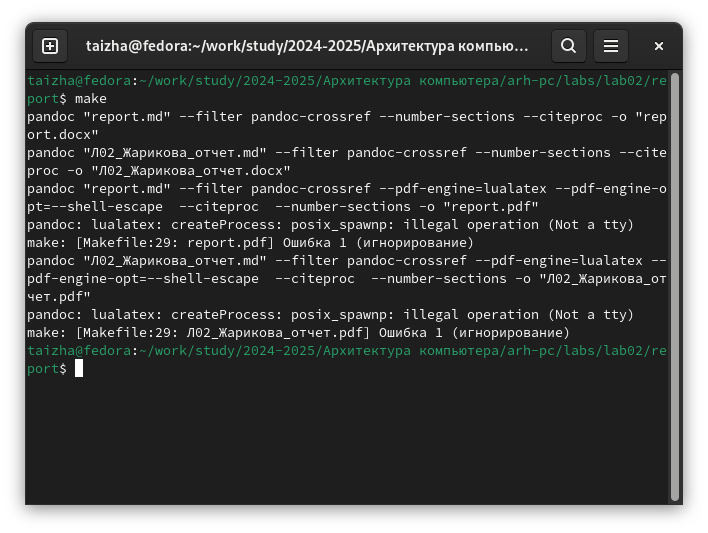 taizha@fedora:~/work/study/2024-2025/Архитектура компью...
taizha@fedora:~/work/study/2024-2025/Архитектура компьютера/arh-pc/labs/lab02/re
port$ make
pandoc "report.md" --filter pandoc-crossref --number-sections --citeproc -o "rep
ort.docx"
pandoc "Л02_Жарикова_отчет.md" --filter pandoc-crossref --number-sections --cite
proc -o "Л02_Жарикова_отчет.docx"
pandoc "report.md" --filter pandoc-crossref --pdf-engine=lualatex --pdf-engine-o
pt=--shell-escape  --citeproc  --number-sections -o "report.pdf"
pandoc: lualatex: createProcess: posix_spawnp: illegal operation (Not a tty)
make: [Makefile:29: report.pdf] Ошибка 1 (игнорирование)
pandoc "Л02_Жарикова_отчет.md" --filter pandoc-crossref --pdf-engine=lualatex --
pdf-engine-opt=--shell-escape  --citeproc  --number-sections -o "Л02_Жарикова_от
чет.pdf"
pandoc: lualatex: createProcess: posix_spawnp: illegal operation (Not a tty)
make: [Makefile:29: Л02_Жарикова_отчет.pdf] Ошибка 1 (игнорирование)
taizha@fedora:~/work/study/2024-2025/Архитектура компьютера/arh-pc/labs/lab02/re
port$